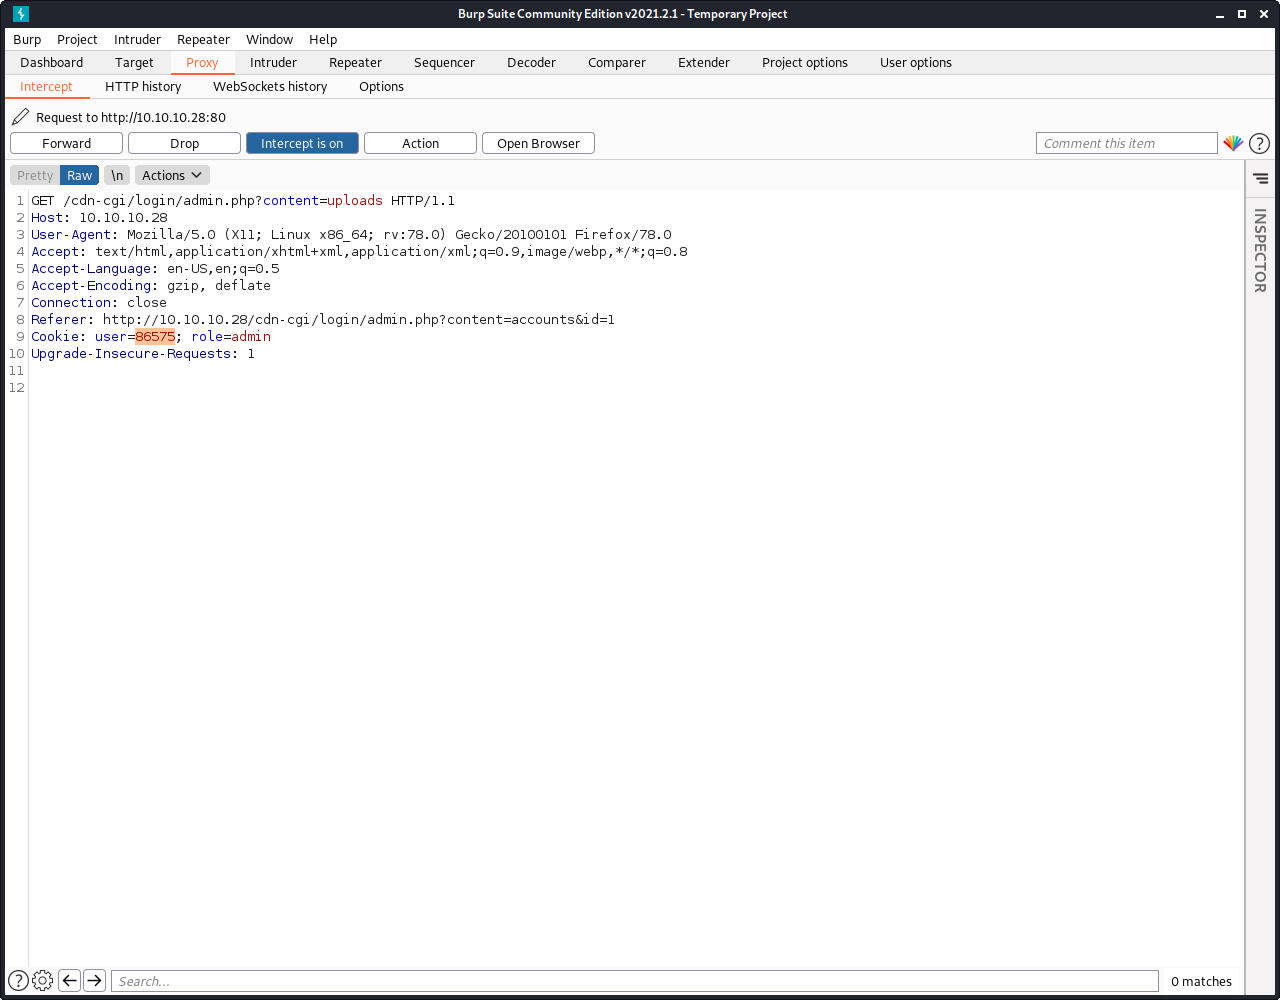 Burp Suite Community Edition v2021.2.1 - Temporary Project
Burp Project Intruder Repeater Window Help
Dashboard Target Proxy Intruder Repeater Sequencer Decoder Comparer Extender Project options User options
Intercept HTTP history WebSockets history Options
Request to http://10.10.10.28:80
Forward Drop Intercept is on Action Open Browser Comment this item ?
Pretty Raw \n Actions
INSPECTOR
1 GET /cdn-cgi/login/admin.php?content=uploads HTTP/1.1
2 Host: 10.10.10.28
3 User-Agent: Mozilla/5.0 (X11; Linux x86_64; rv:78.0) Gecko/20100101 Firefox/78.0
4 Accept: text/html,application/xhtml+xml,application/xml;q=0.9,image/webp,*/*;q=0.8
5 Accept-Language: en-US,en;q=0.5
6 Accept-Encoding: gzip, deflate
7 Connection: close
8 Referer: http://10.10.10.28/cdn-cgi/login/admin.php?content=accounts&id=1
9 Cookie: user=86575; role=admin
10 Upgrade-Insecure-Requests: 1
11
12
? Search... 0 matches